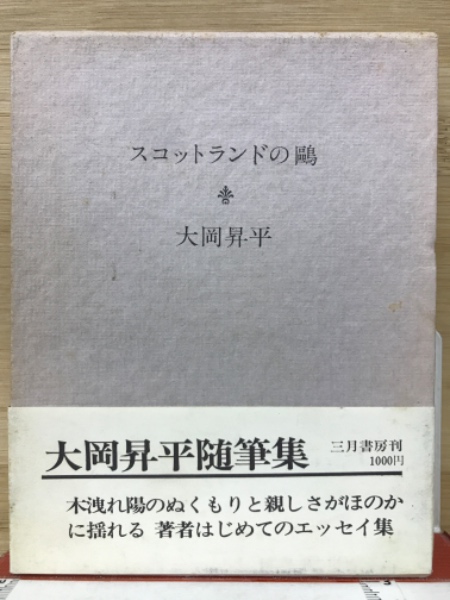 スコットランドの鷗
大岡昇平
大岡昇平随筆集
三月書房刊
1000円
木洩れ陽のぬくもりと親しさがほのか
に揺れる 著者はじめてのエッセイ集